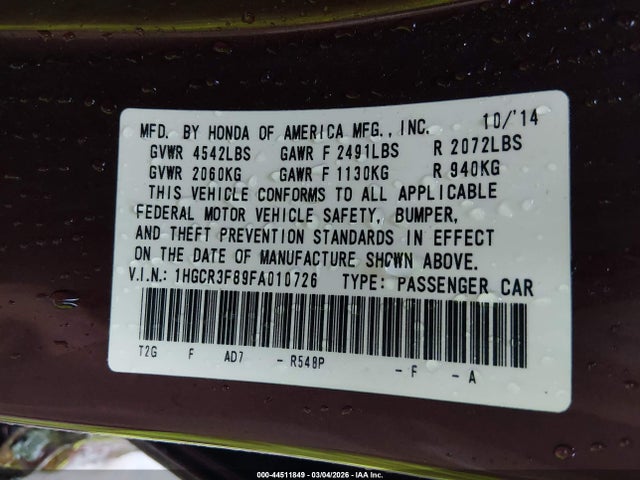 MFD. BY HONDA OF AMERICA MFG., INC. 10/'14
GVWR 4542LBS GAWR F 2491LBS R 2072LBS
GVWR 2060KG GAWR F 1130KG R 940KG
THIS VEHICLE CONFORMS TO ALL APPLICABLE
FEDERAL MOTOR VEHICLE SAFETY, BUMPER,
AND THEFT PREVENTION STANDARDS IN EFFECT
ON THE DATE OF MANUFACTURE SHOWN ABOVE.
V.I.N.: 1HGCR3F89FA010726 TYPE: PASSENGER CAR
T2G F AD7 - R548P - F - A
000-44511849 - 03/04/2026 - IAA Inc.